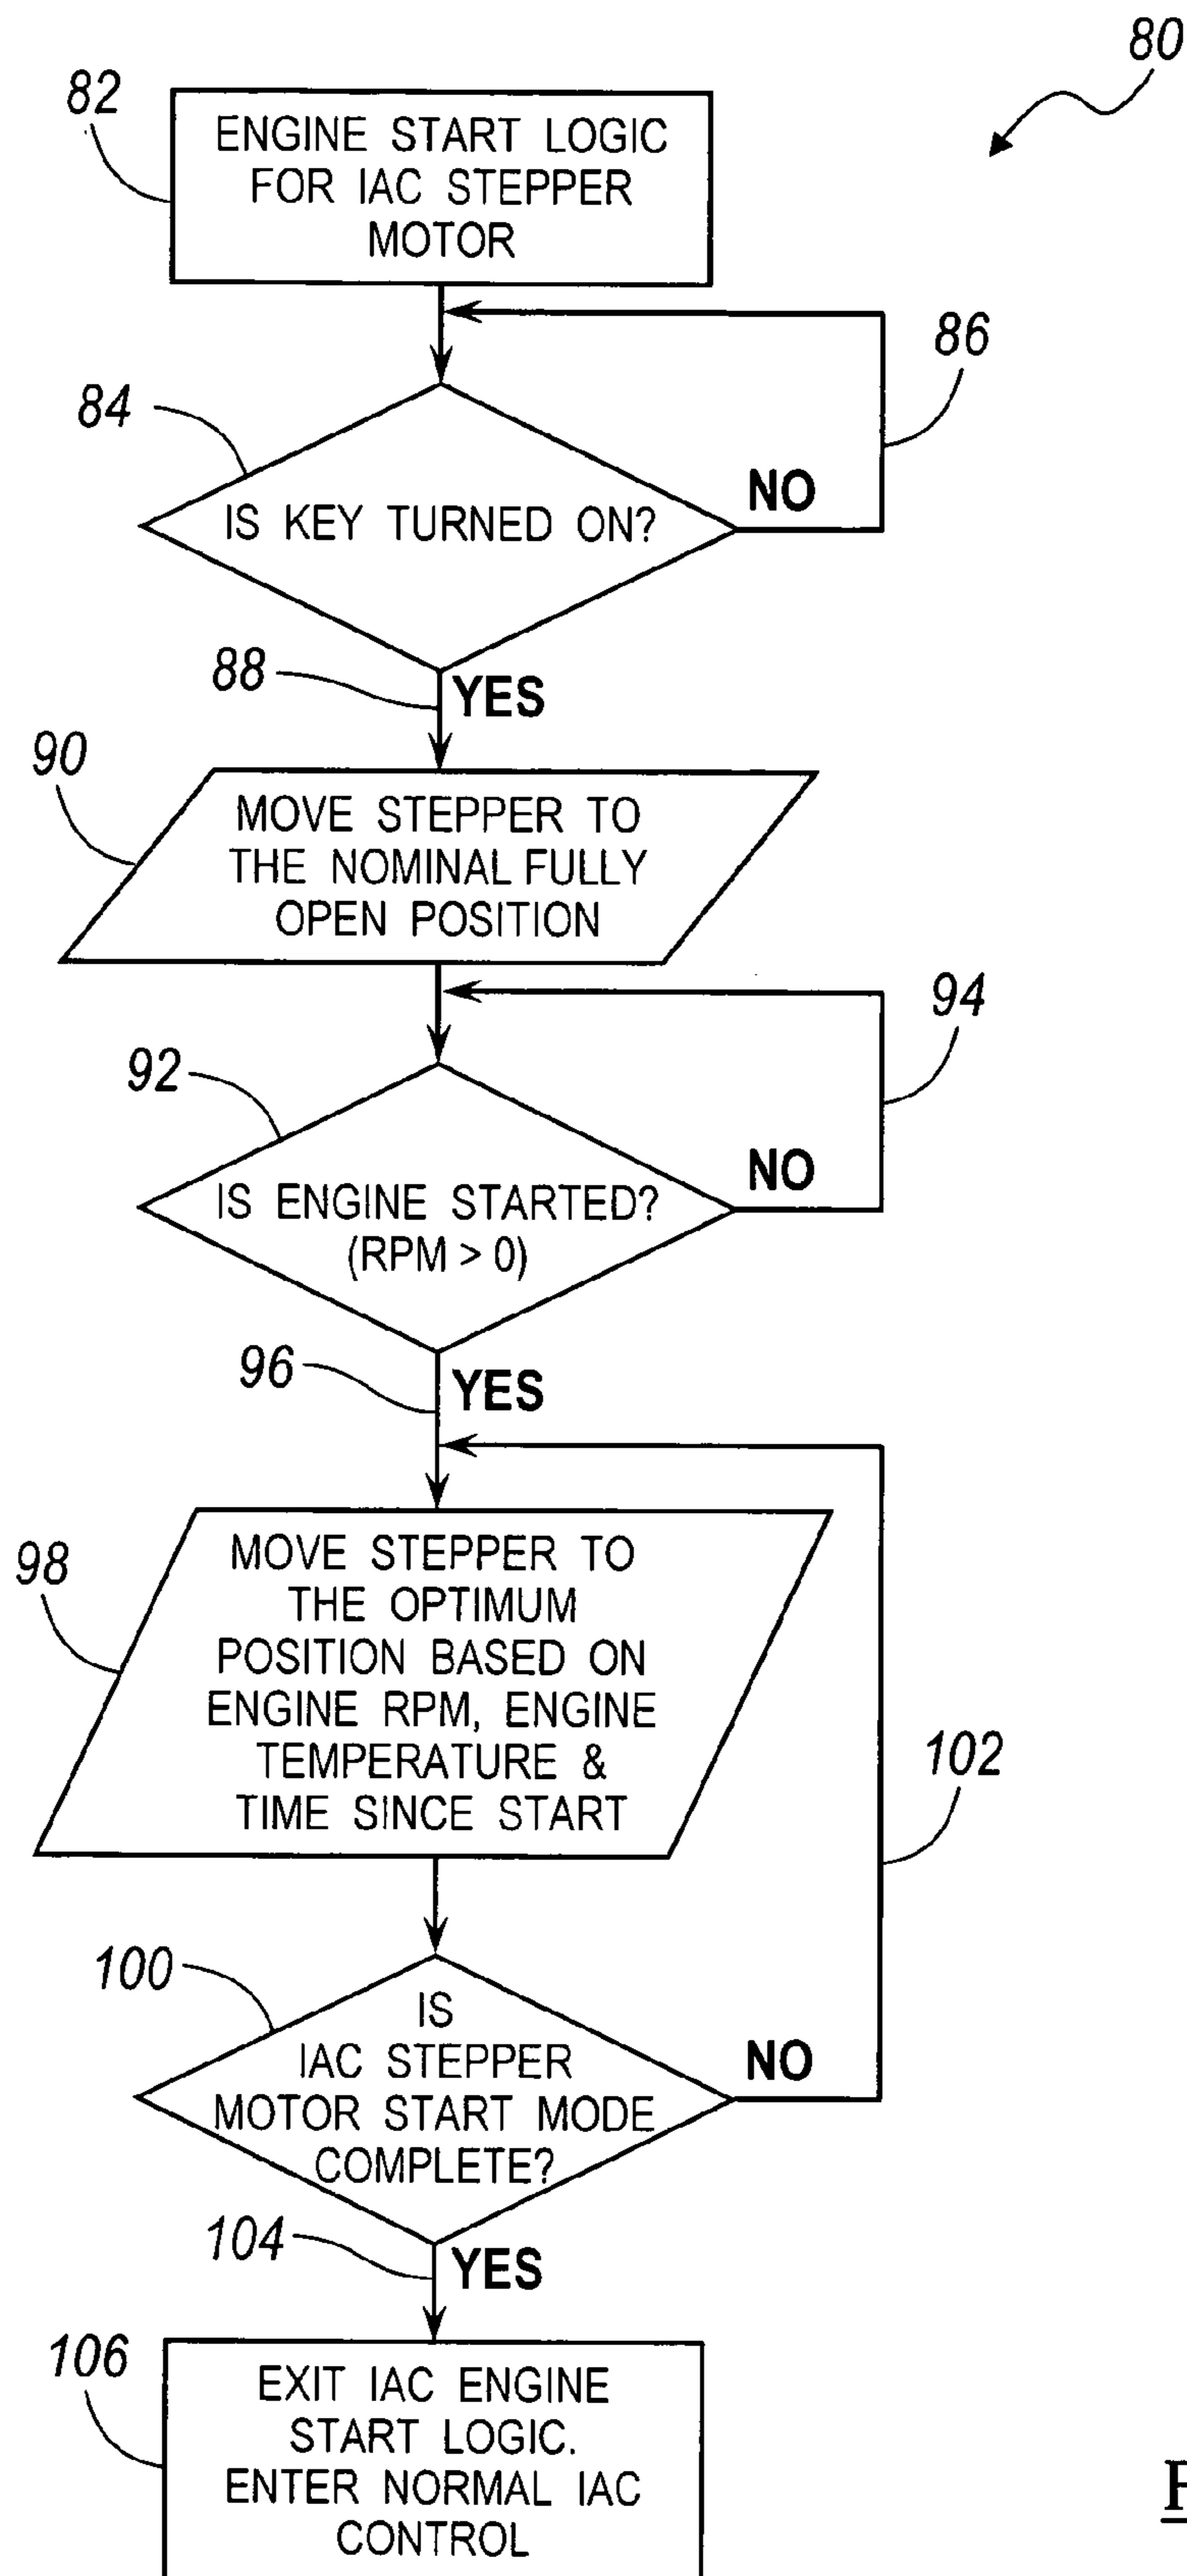 80
82
ENGINE START LOGIC
FOR IAC STEPPER
MOTOR
86
84
IS KEY TURNED ON?
NO
88
YES
90
MOVE STEPPER TO
THE NOMINAL FULLY
OPEN POSITION
94
92
IS ENGINE STARTED?
(RPM > 0)
NO
96
YES
98
MOVE STEPPER TO
THE OPTIMUM
POSITION BASED ON
ENGINE RPM, ENGINE
TEMPERATURE &
TIME SINCE START
102
100
IS
IAC STEPPER
MOTOR START MODE
COMPLETE?
NO
104
YES
106
EXIT IAC ENGINE
START LOGIC.
ENTER NORMAL IAC
CONTROL